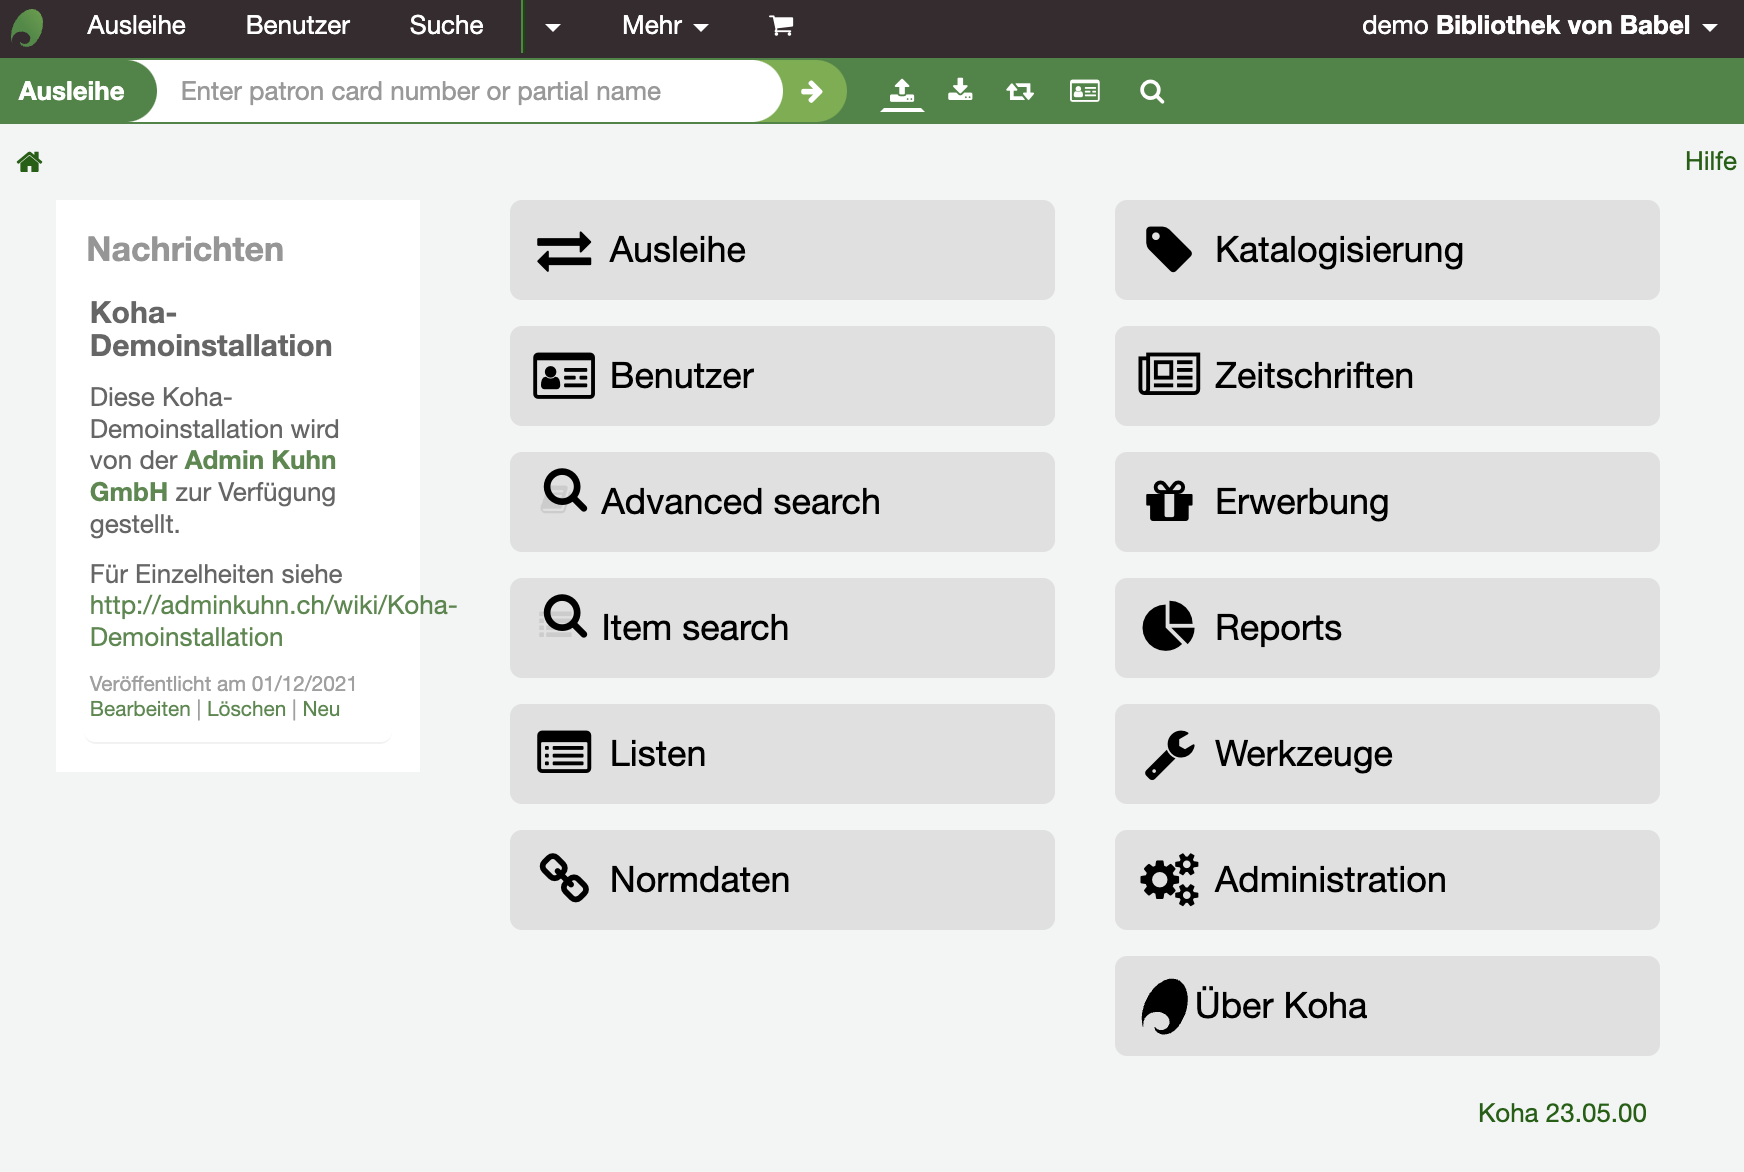 Ausleihe Benutzer Suche Mehr demo Bibliothek von Babel
Ausleihe Enter patron card number or partial name
Hilfe
Nachrichten
Koha-
Demoinstallation
Diese Koha-
Demoinstallation wird
von der Admin Kuhn
GmbH zur Verfügung
gestellt.
Für Einzelheiten siehe
http://adminkuhn.ch/wiki/Koha-
Demoinstallation
Veröffentlicht am 01/12/2021
Bearbeiten | Löschen | Neu
Ausleihe
Benutzer
Advanced search
Item search
Listen
Normdaten
Katalogisierung
Zeitschriften
Erwerbung
Reports
Werkzeuge
Administration
Über Koha
Koha 23.05.00